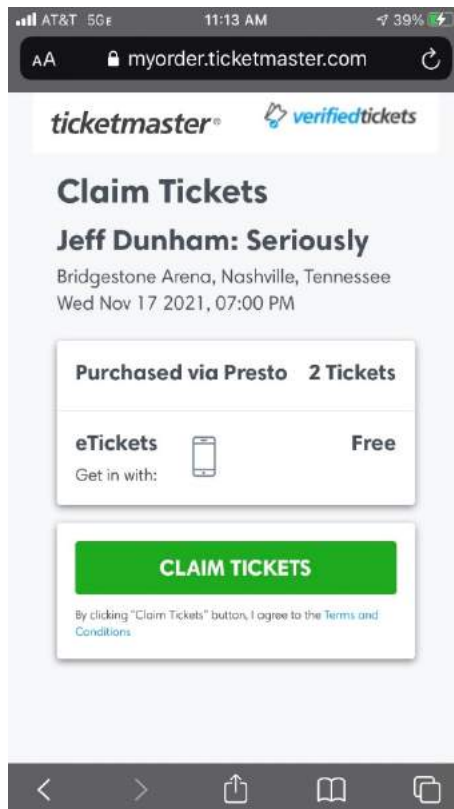 AT&T 5GE 11:13 AM 39%
AA myorder.ticketmaster.com
ticketmaster® verifiedtickets
Claim Tickets
Jeff Dunham: Seriously
Bridgestone Arena, Nashville, Tennessee
Wed Nov 17 2021, 07:00 PM
Purchased via Presto 2 Tickets
eTickets Free
Get in with:
CLAIM TICKETS
By clicking "Claim Tickets" button, I agree to the Terms and
Conditions